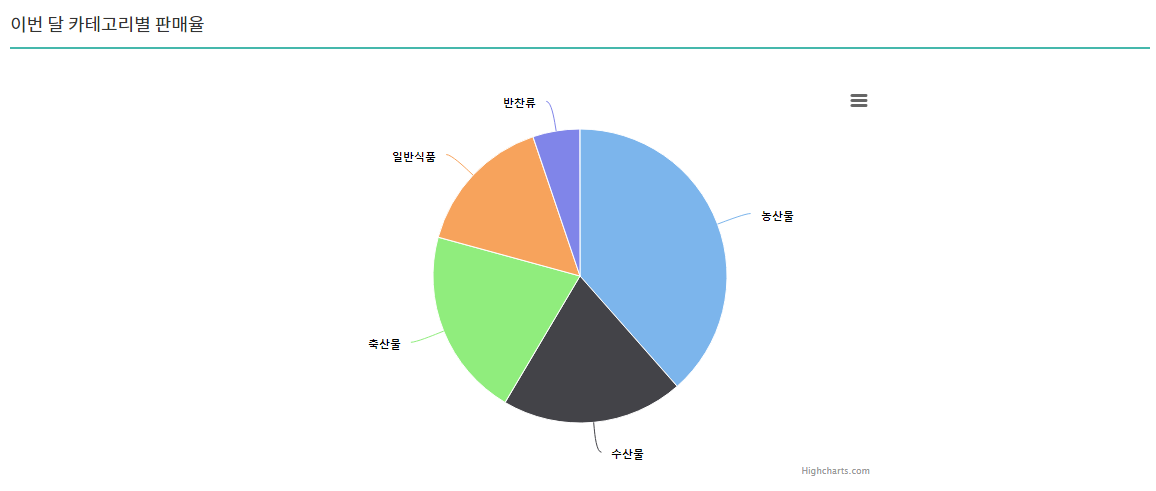 이번 달 카테고리별 판매율
반찬류
일반식품
농산물
축산물
수산물
Highcharts.com